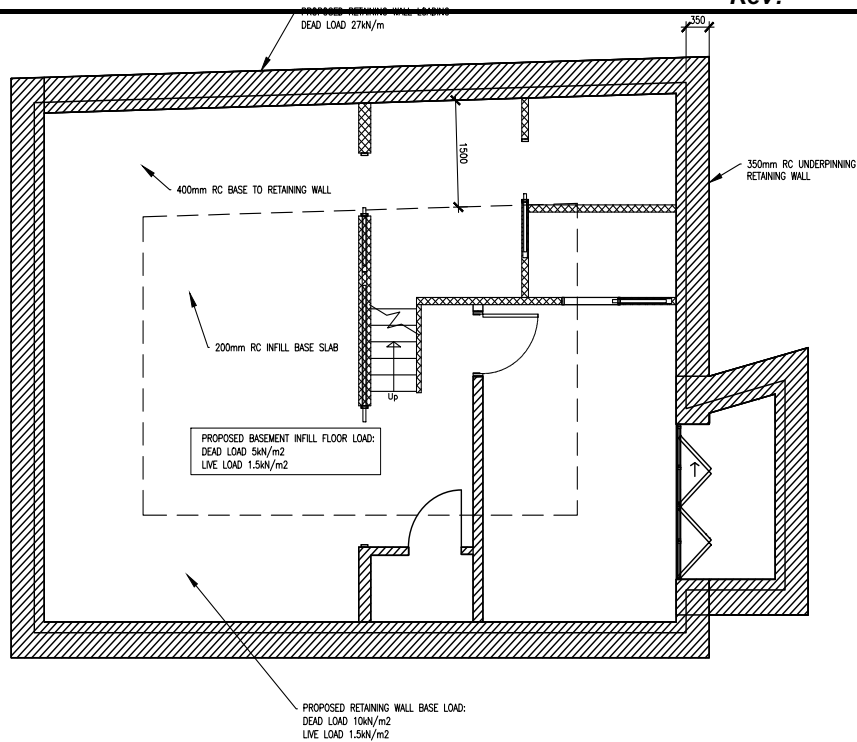 Rev:
PROPOSED RETAINING WALL LOADING
DEAD LOAD 27kN/m
350
1500
350mm RC UNDERPINNING
RETAINING WALL
400mm RC BASE TO RETAINING WALL
200mm RC INFILL BASE SLAB
Up
PROPOSED BASEMENT INFILL FLOOR LOAD:
DEAD LOAD 5kN/m2
LIVE LOAD 1.5kN/m2
PROPOSED RETAINING WALL BASE LOAD:
DEAD LOAD 10kN/m2
LIVE LOAD 1.5kN/m2